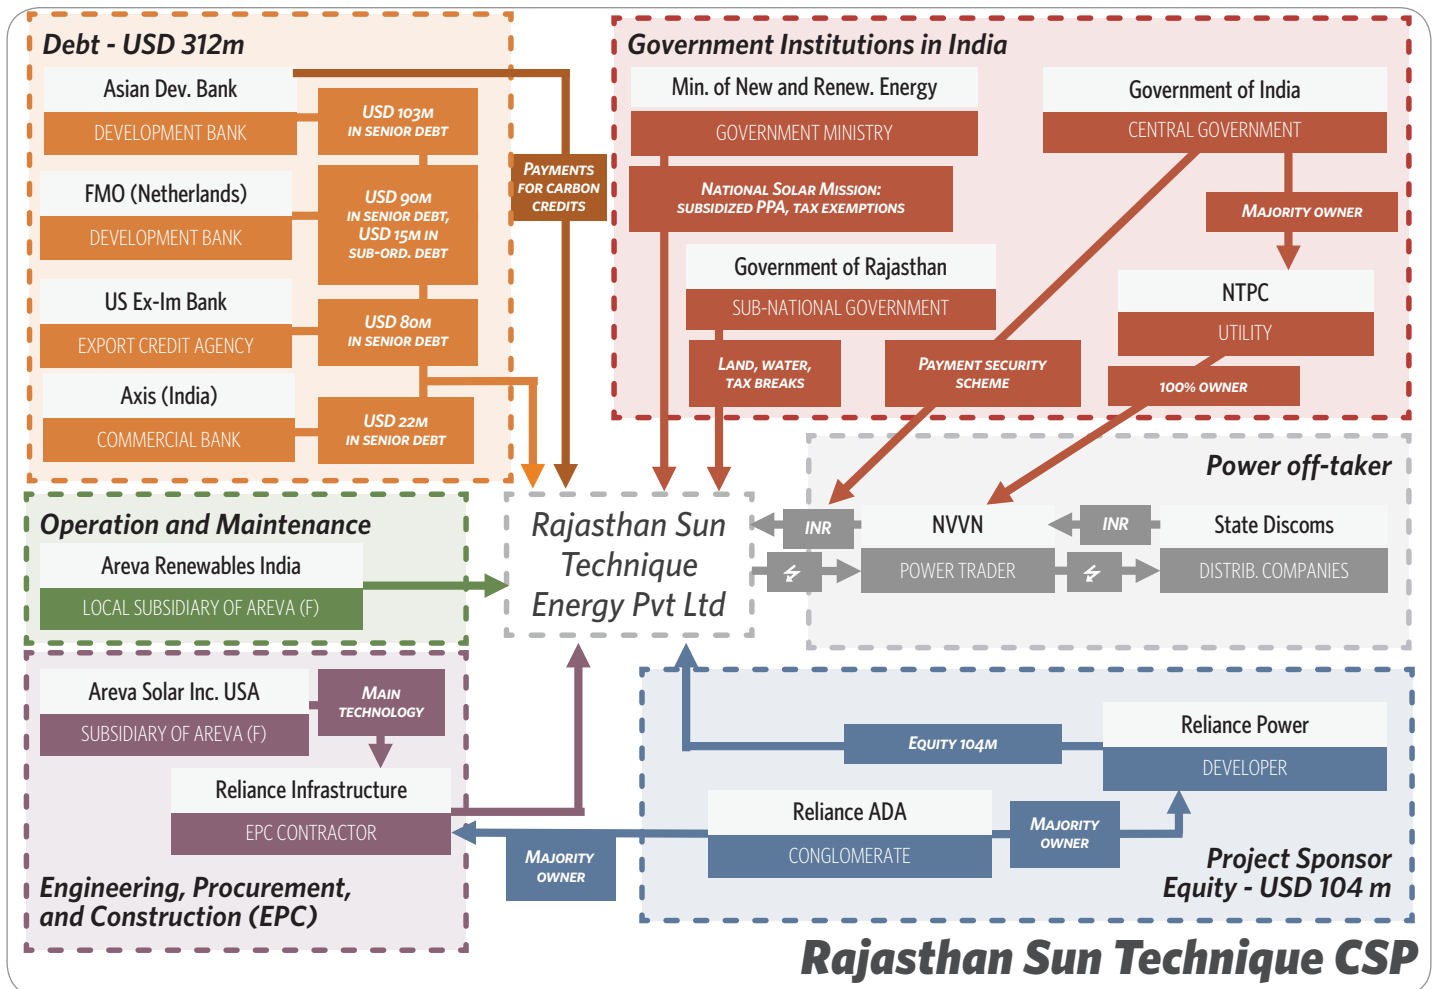 Debt - USD 312m
Asian Dev. Bank
DEVELOPMENT BANK
USD 103M
IN SENIOR DEBT
FMO (Netherlands)
DEVELOPMENT BANK
USD 90M
IN SENIOR DEBT,
USD 15M IN
SUB-ORD. DEBT
US Ex-Im Bank
EXPORT CREDIT AGENCY
USD 80M
IN SENIOR DEBT
Axis (India)
COMMERCIAL BANK
USD 22M
IN SENIOR DEBT
PAYMENTS
FOR CARBON
CREDITS
Government Institutions in India
Min. of New and Renew. Energy
GOVERNMENT MINISTRY
NATIONAL SOLAR MISSION:
SUBSIDIZED PPA, TAX EXEMPTIONS
Government of India
CENTRAL GOVERNMENT
MAJORITY OWNER
Government of Rajasthan
SUB-NATIONAL GOVERNMENT
LAND, WATER,
TAX BREAKS
PAYMENT SECURITY
SCHEME
NTPC
UTILITY
100% OWNER
Operation and Maintenance
Areva Renewables India
LOCAL SUBSIDIARY OF AREVA (F)
Rajasthan Sun
Technique
Energy Pvt Ltd
Power off-taker
INR
NVVN
POWER TRADER
INR
State Discoms
DISTRIB. COMPANIES
Areva Solar Inc. USA
SUBSIDIARY OF AREVA (F)
MAIN
TECHNOLOGY
Reliance Infrastructure
EPC CONTRACTOR
Engineering, Procurement,
and Construction (EPC)
MAJORITY
OWNER
EQUITY 104M
Reliance Power
DEVELOPER
Reliance ADA
CONGLOMERATE
MAJORITY
OWNER
Project Sponsor
Equity - USD 104 m
Rajasthan Sun Technique CSP